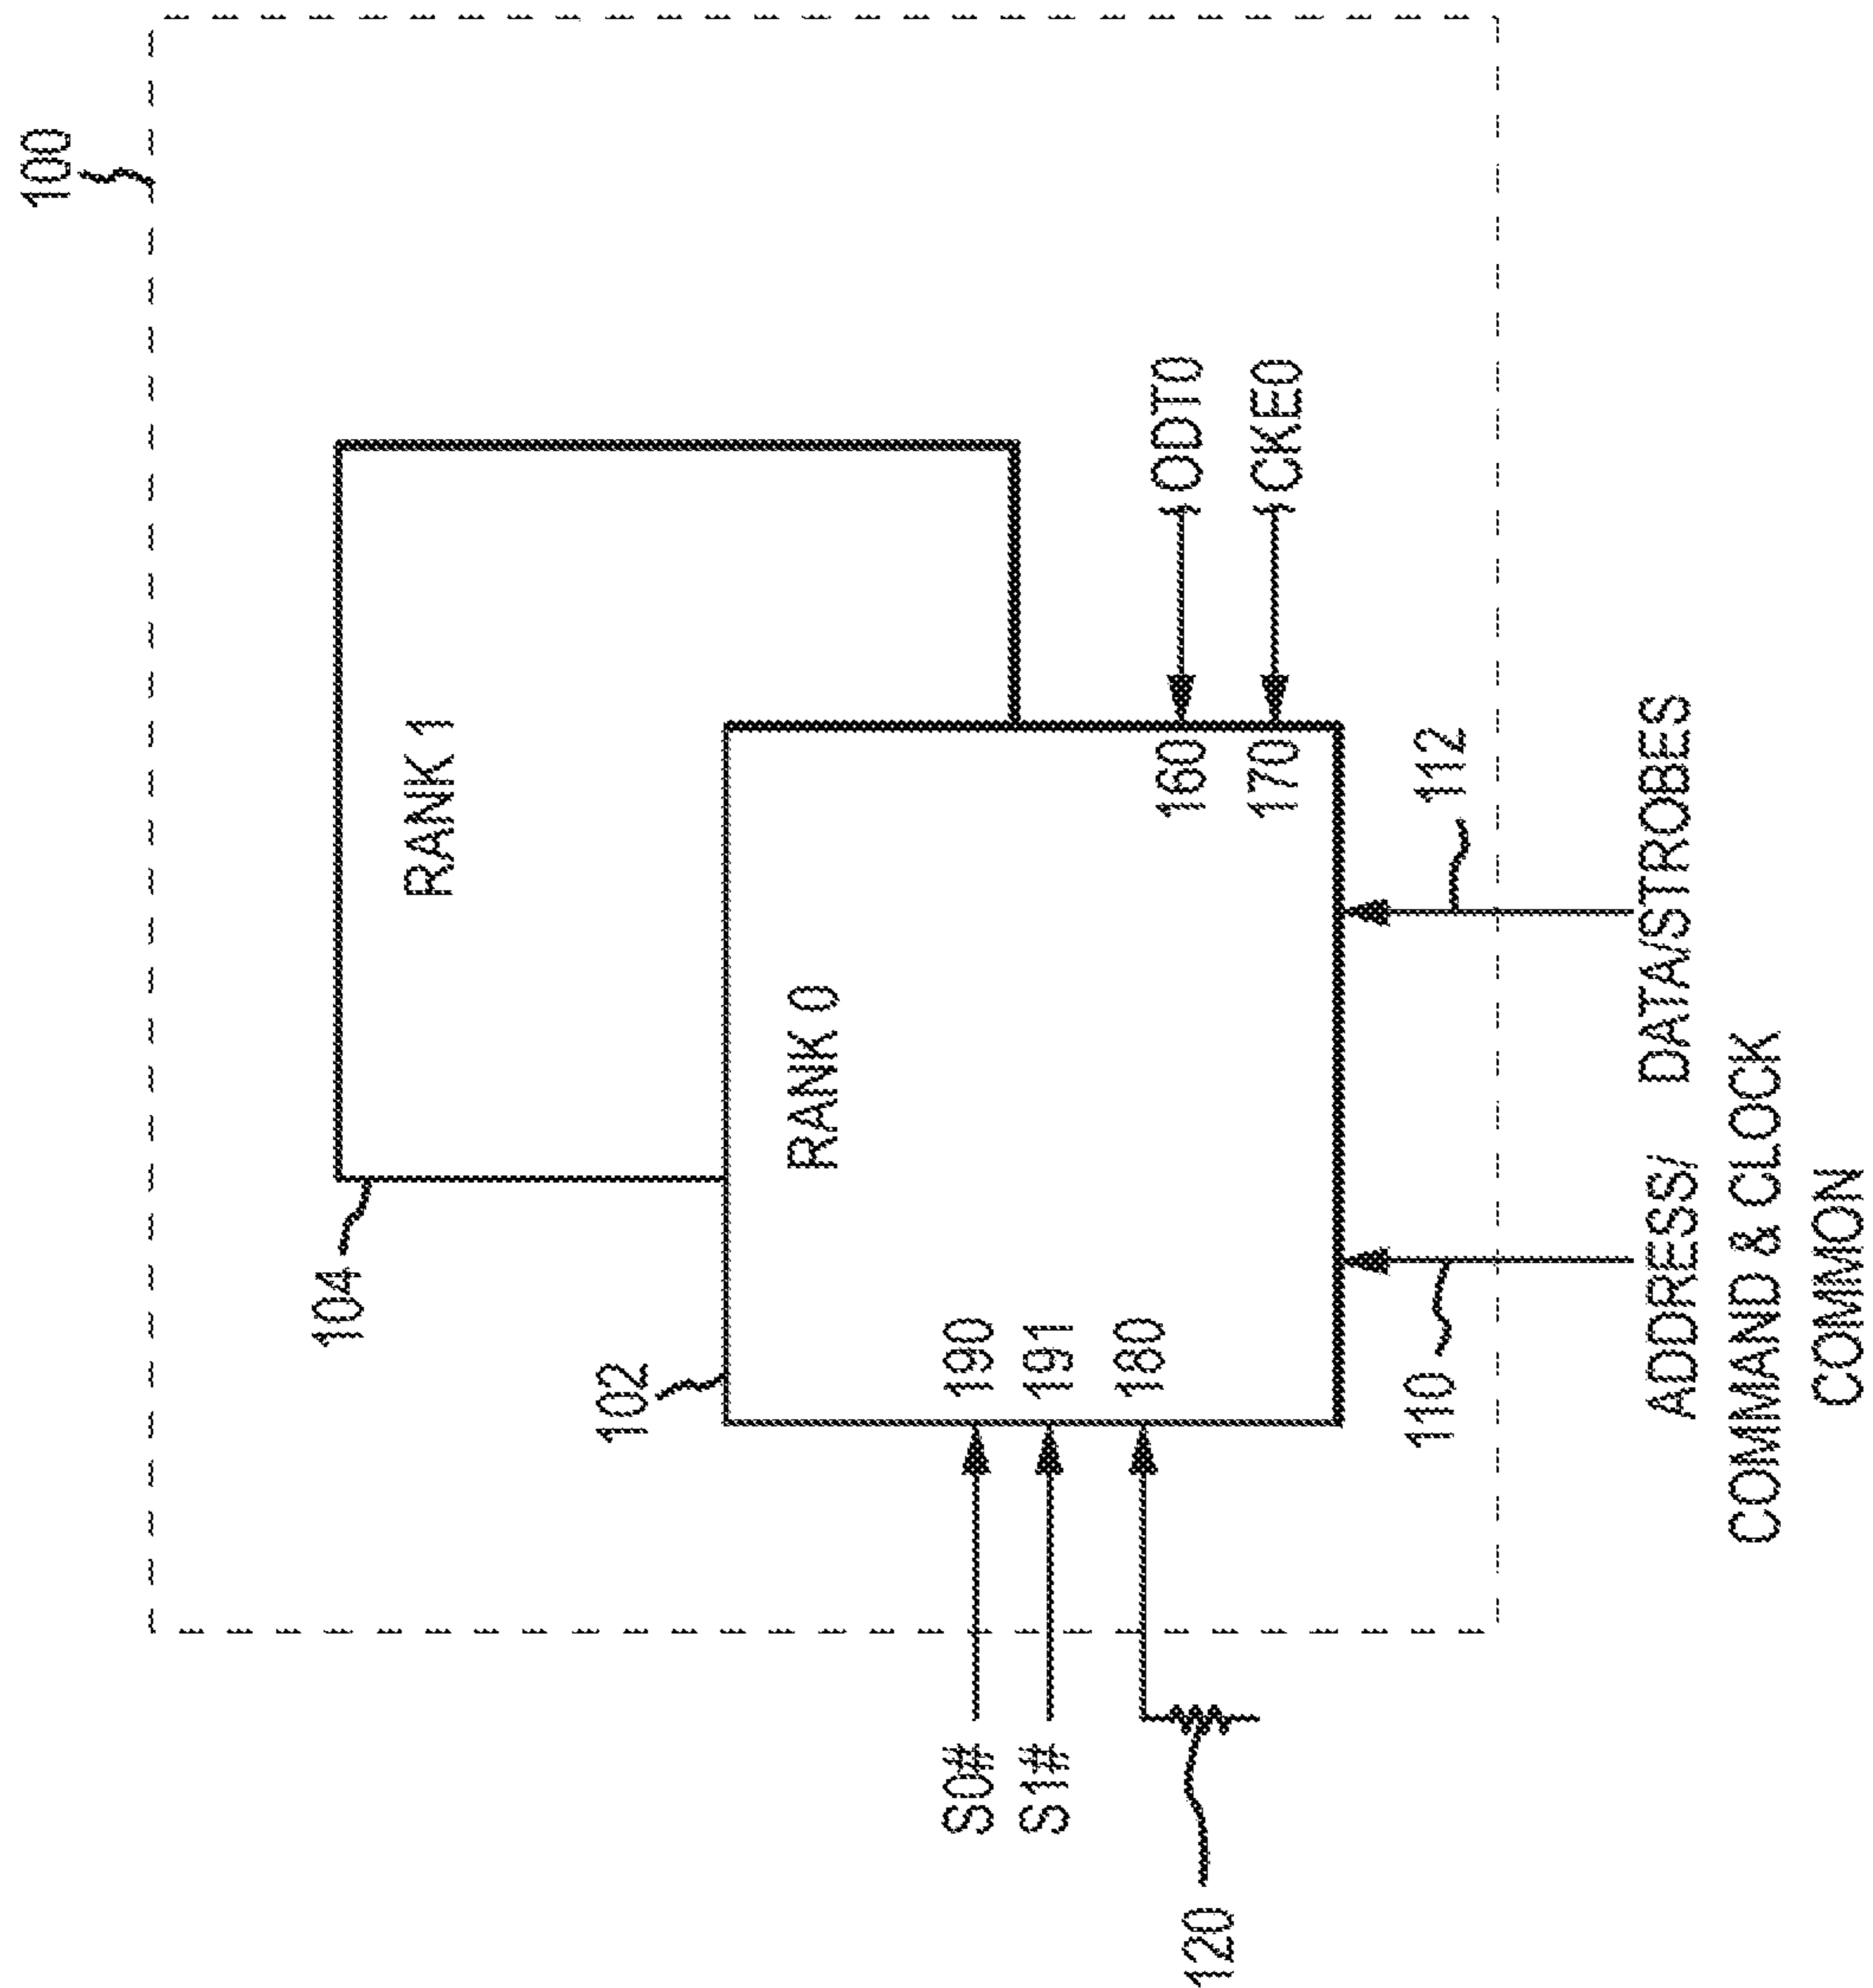 100
104
RANK 1
102
RANK 0
S0# 190
S1# 191
180
160 ODT0
120
170 CKE0
110
112
ADDRESS/
COMMAND & CLOCK
COMMON
DATA/STROBES